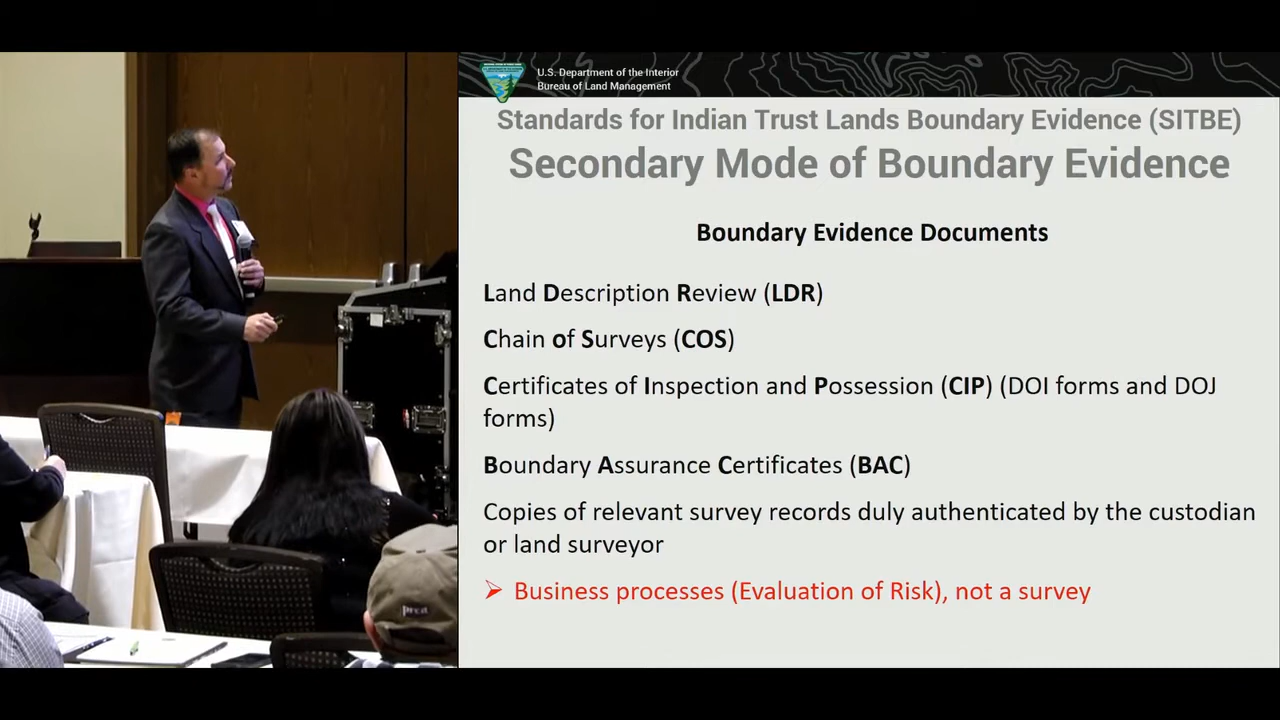 U.S. Department of the Interior
Bureau of Land Management
Standards for Indian Trust Lands Boundary Evidence (SITBE)
Secondary Mode of Boundary Evidence
Boundary Evidence Documents
Land Description Review (LDR)
Chain of Surveys (COS)
Certificates of Inspection and Possession (CIP) (DOI forms and DOJ
forms)
Boundary Assurance Certificates (BAC)
Copies of relevant survey records duly authenticated by the custodian
or land surveyor
➢ Business processes (Evaluation of Risk), not a survey